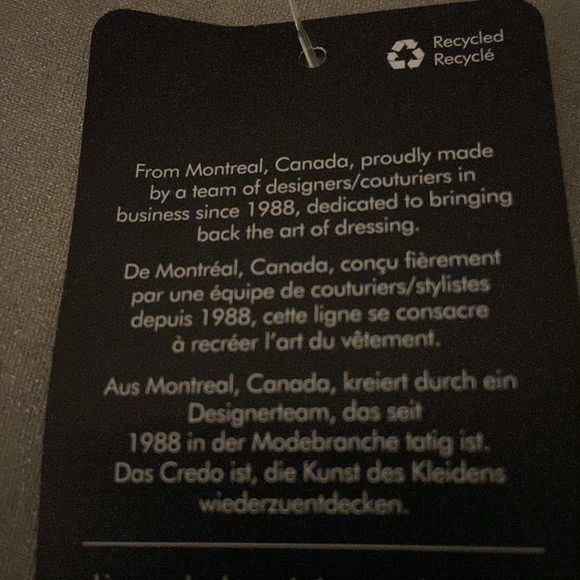 Recycled
Recyclé
From Montreal, Canada, proudly made
by a team of designers/couturiers in
business since 1988, dedicated to bringing
back the art of dressing.
De Montréal, Canada, conçu fièrement
par une équipe de couturiers/stylistes
depuis 1988, cette ligne se consacre
à recréer l'art du vêtement.
Aus Montreal, Canada, kreiert durch ein
Designerteam, das seit
1988 in der Modebranche tatig ist.
Das Credo ist, die Kunst des Kleidens
wiederzuentdecken.